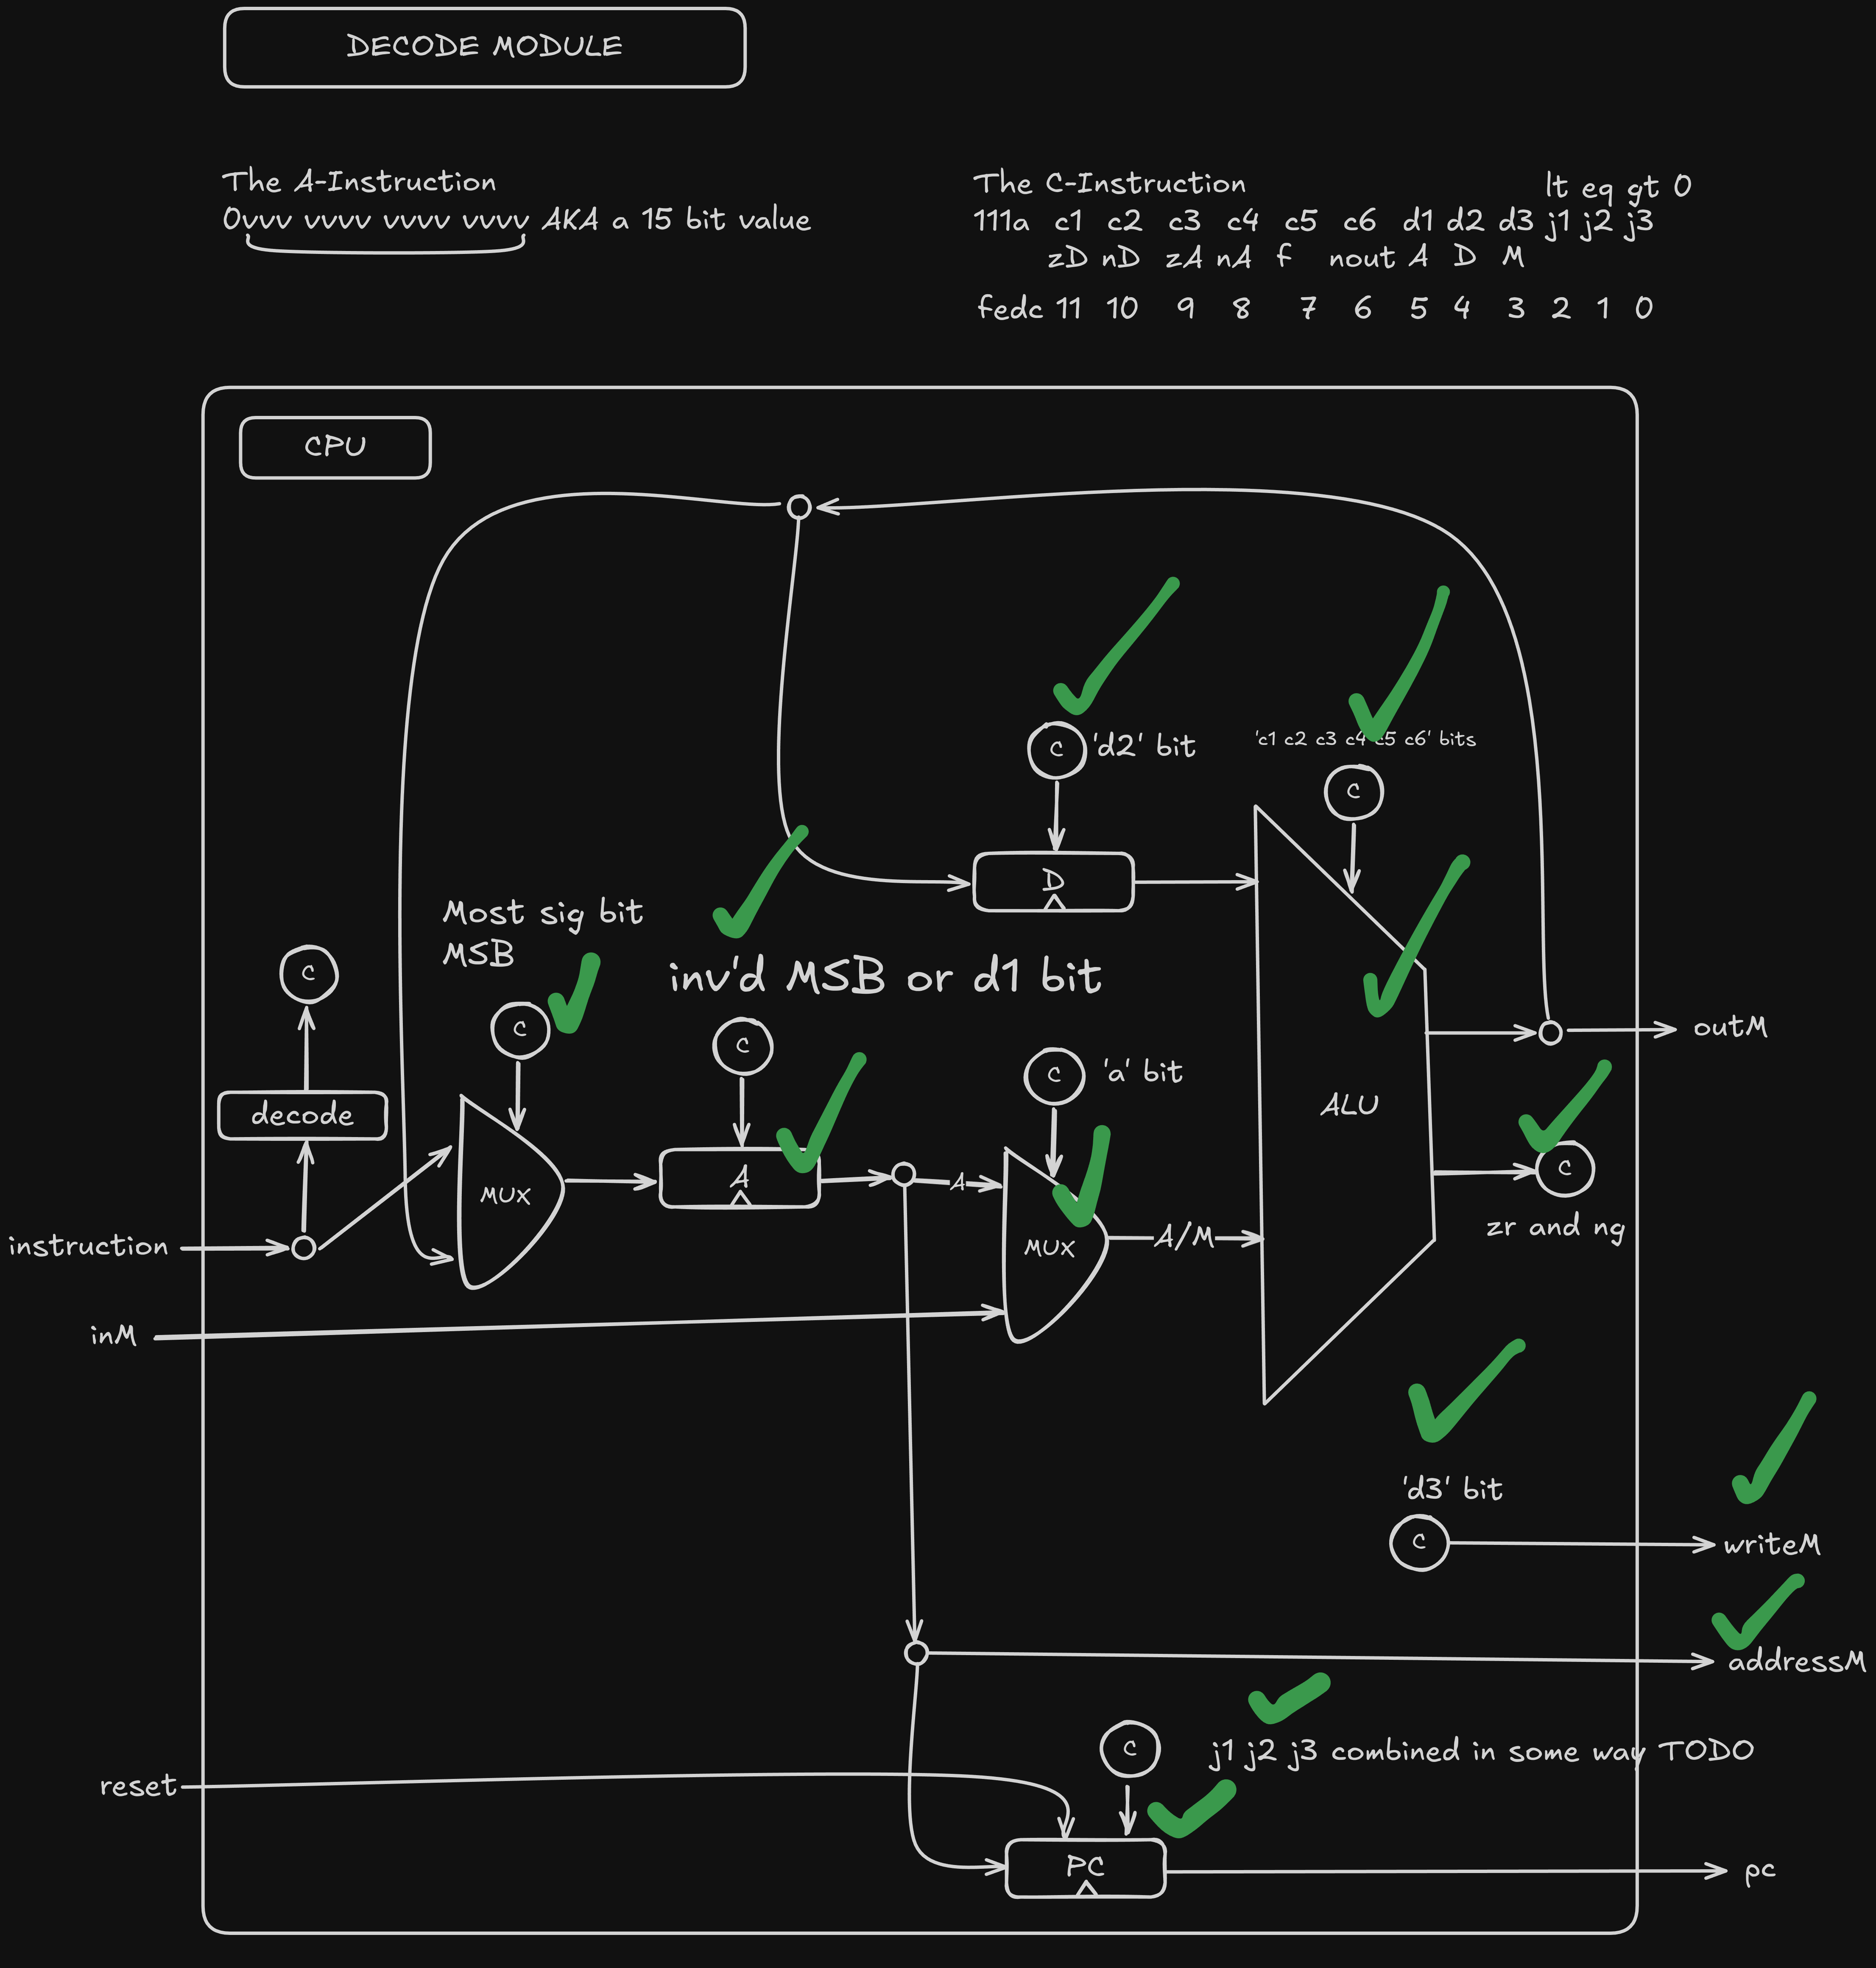 DECODE MODULE
The A-Instruction
0vvv vvvv vvvv vvvv AKA a 15 bit value
The C-Instruction
lt eq gt 0
111a c1 c2 c3 c4 c5 c6 d1 d2 d3 j1 j2 j3
zD nD zA nA f nout A D M
fedc 11 10 9 8 7 6 5 4 3 2 1 0
CPU
c 'd2' bit
'c1 c2 c3 c4 c5 c6' bits
c
D
Most sig bit
MSB
in'd MSB or d1 bit
c
c
c
c 'a' bit
outM
ALU
decode
MUX
A
A
c
zr and ng
MUX
A/M
instruction
inM
'd3' bit
c
writeM
addressM
c
j1 j2 j3 combined in some way TODO
reset
PC
pc